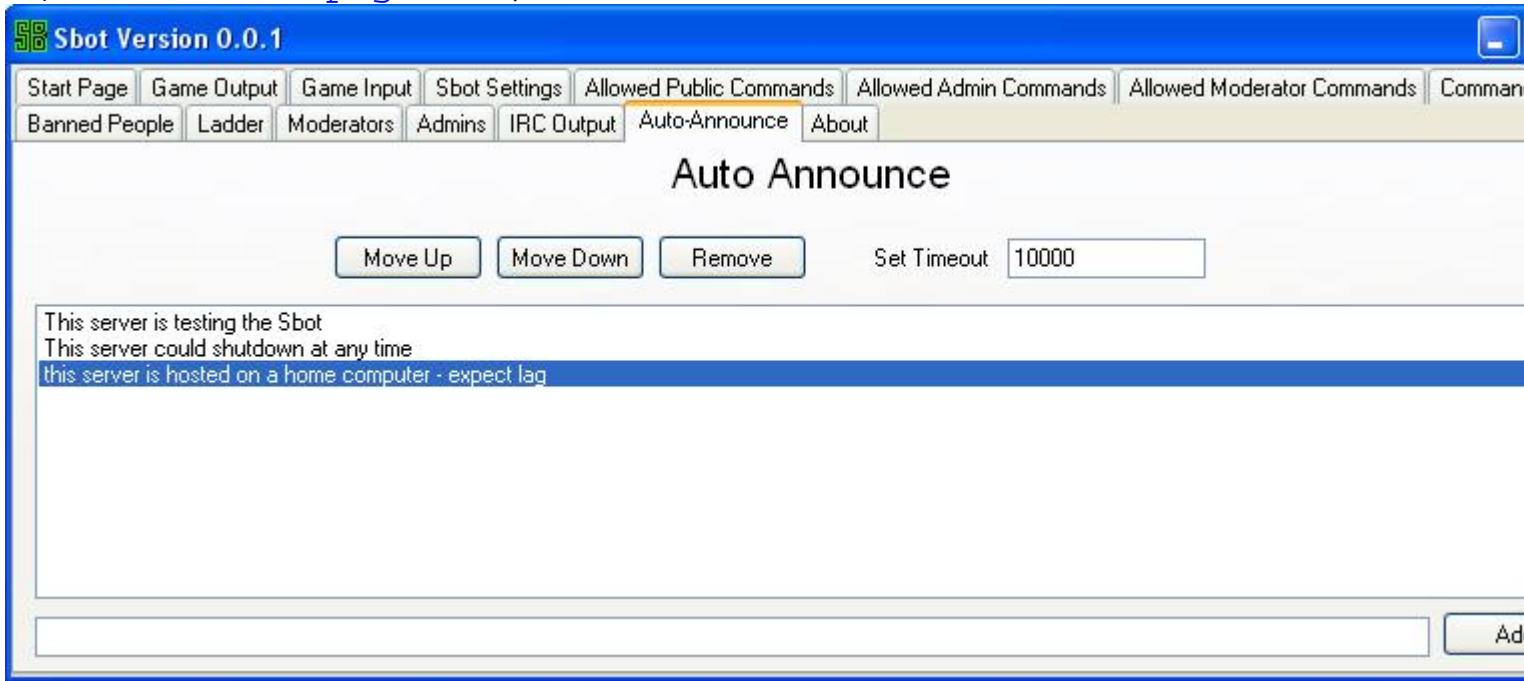 SB Sbot Version 0.0.1
Start Page Game Output Game Input Sbot Settings Allowed Public Commands Allowed Admin Commands Allowed Moderator Commands Comman
Banned People Ladder Moderators Admins IRC Output Auto-Announce About
Auto Announce
Move Up Move Down Remove Set Timeout 10000
This server is testing the Sbot
This server could shutdown at any time
this server is hosted on a home computer - expect lag
Ad